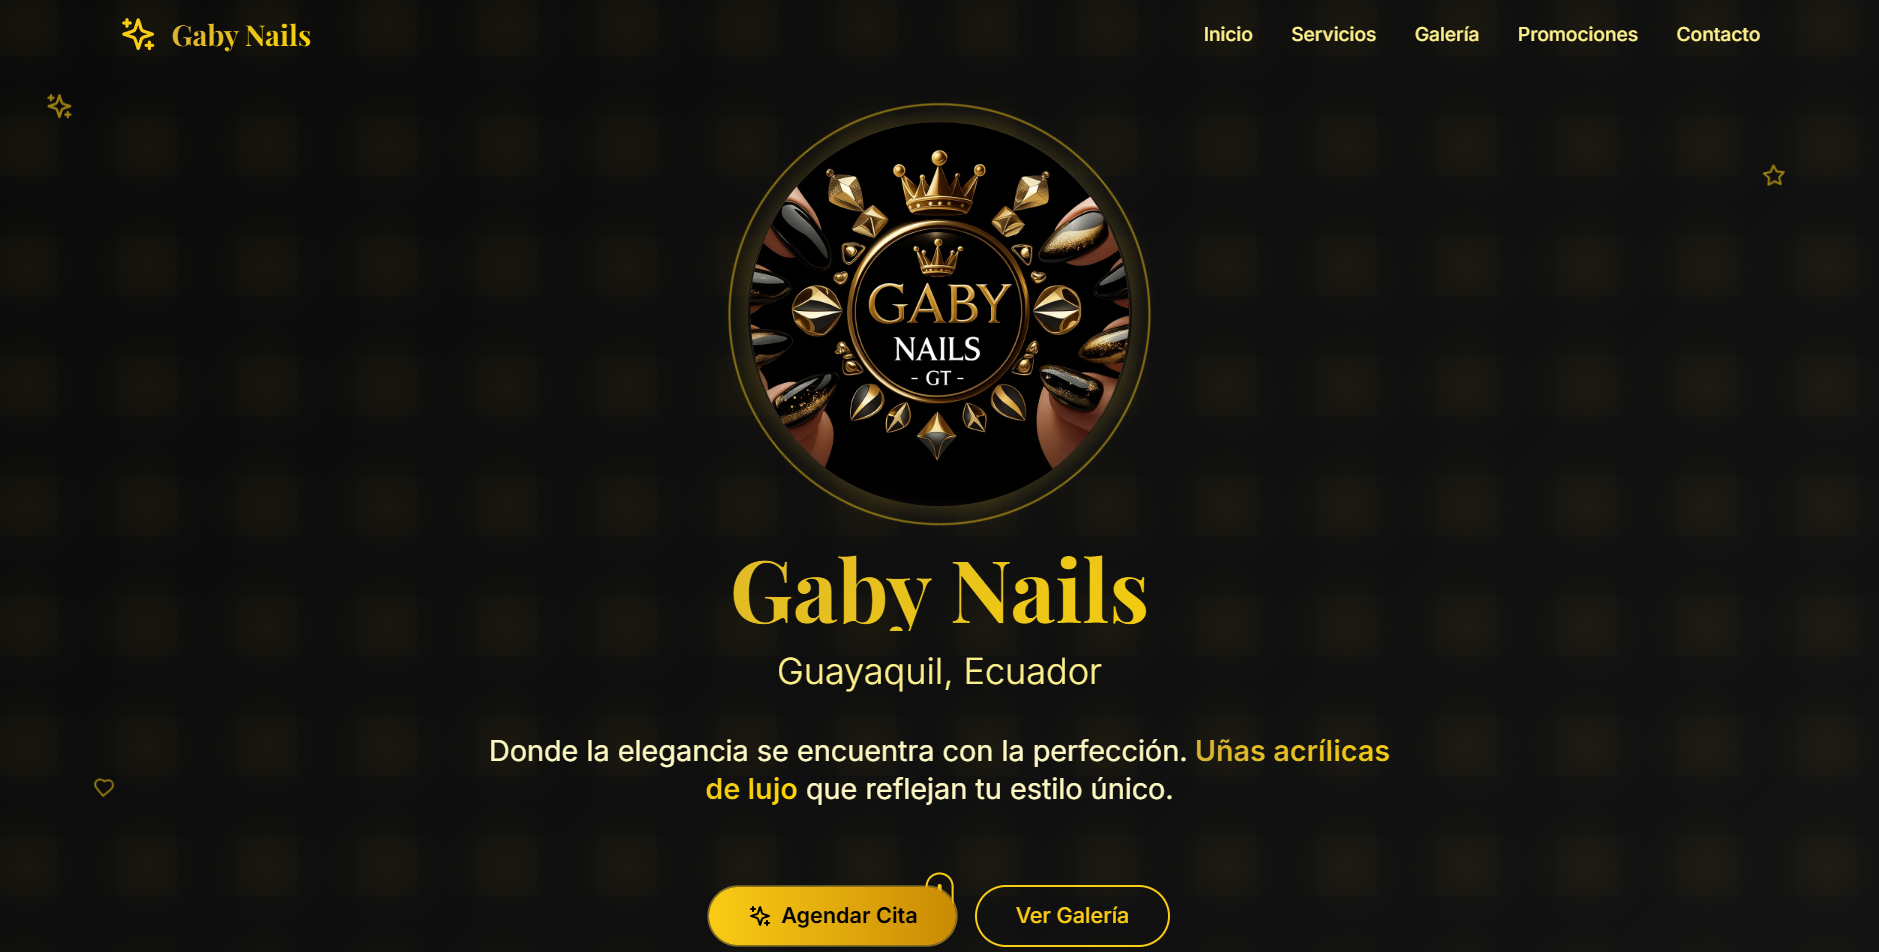 Gaby Nails
Inicio Servicios Galería Promociones Contacto
GABY
NAILS
- GT -
Gaby Nails
Guayaquil, Ecuador
Donde la elegancia se encuentra con la perfección. Uñas acrílicas
de lujo que reflejan tu estilo único.
Agendar Cita
Ver Galería